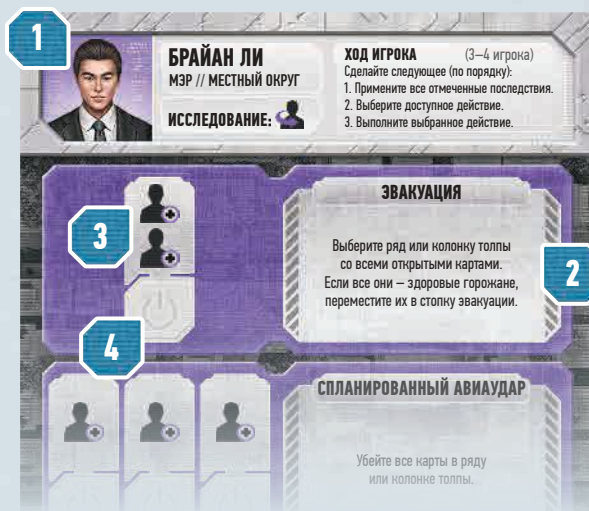 1
БРАЙАН ЛИ
МЭР // МЕСТНЫЙ ОКРУГ
ИССЛЕДОВАНИЕ:
ХОД ИГРОКА (3–4 игрока)
Сделайте следующее (по порядку):
1. Примените все отмеченные последствия.
2. Выберите доступное действие.
3. Выполните выбранное действие.
3
ЭВАКУАЦИЯ
Выберите ряд или колонку толпы
со всеми открытыми картами.
Если все они – здоровые горожане,
переместите их в стопку эвакуации.
2
4
СПЛАНИРОВАННЫЙ АВИАУДАР
Убейте все карты в ряду
или колонке толпы.